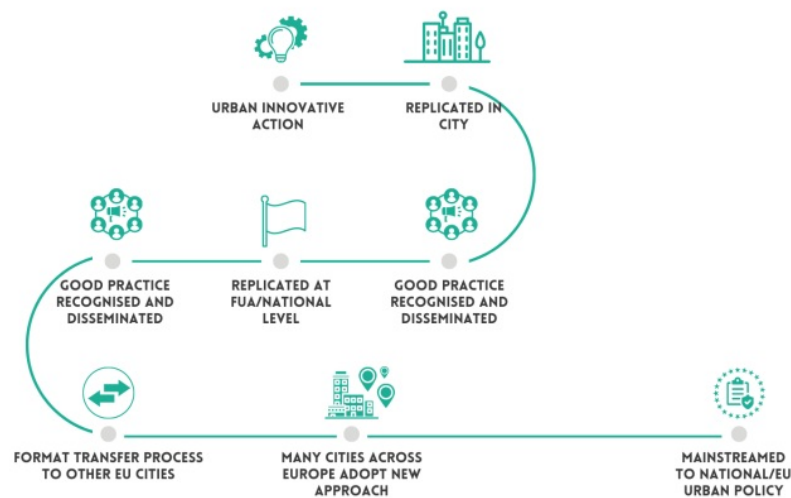 URBAN INNOVATIVE
ACTION
REPLICATED IN
CITY
GOOD PRACTICE
RECOGNISED AND
DISSEMINATED
REPLICATED AT
FUA/NATIONAL
LEVEL
GOOD PRACTICE
RECOGNISED AND
DISSEMINATED
FORMAT TRANSFER PROCESS
TO OTHER EU CITIES
MANY CITIES ACROSS
EUROPE ADOPT NEW
APPROACH
MAINSTREAMED
TO NATIONAL/EU
URBAN POLICY